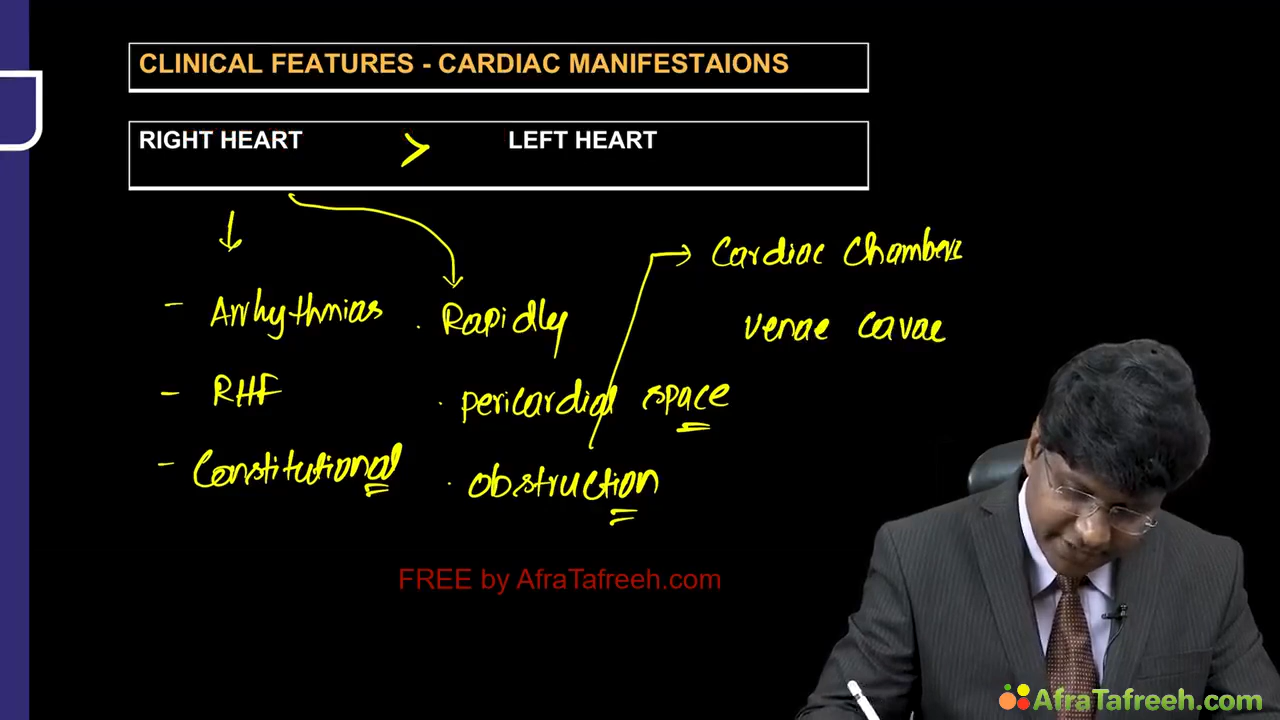 CLINICAL FEATURES - CARDIAC MANIFESTAIONS
RIGHT HEART > LEFT HEART
- Arrhythmias
- RHF
- Constitutional
. Rapidly
. pericardial space
. obstruction
Cardiac Chambers
venae cavae
FREE by AfraTafreeh.com
AfraTafreeh.com